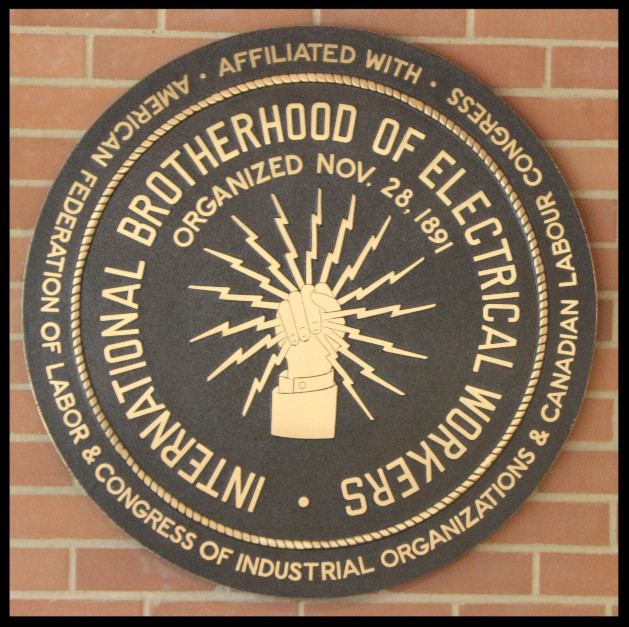 · AFFILIATED WITH ·
AMERICAN FEDERATION OF LABOR & CONGRESS OF INDUSTRIAL ORGANIZATIONS & CANADIAN LABOUR CONGRESS
INTERNATIONAL BROTHERHOOD OF ELECTRICAL WORKERS ·
ORGANIZED NOV. 28, 1891